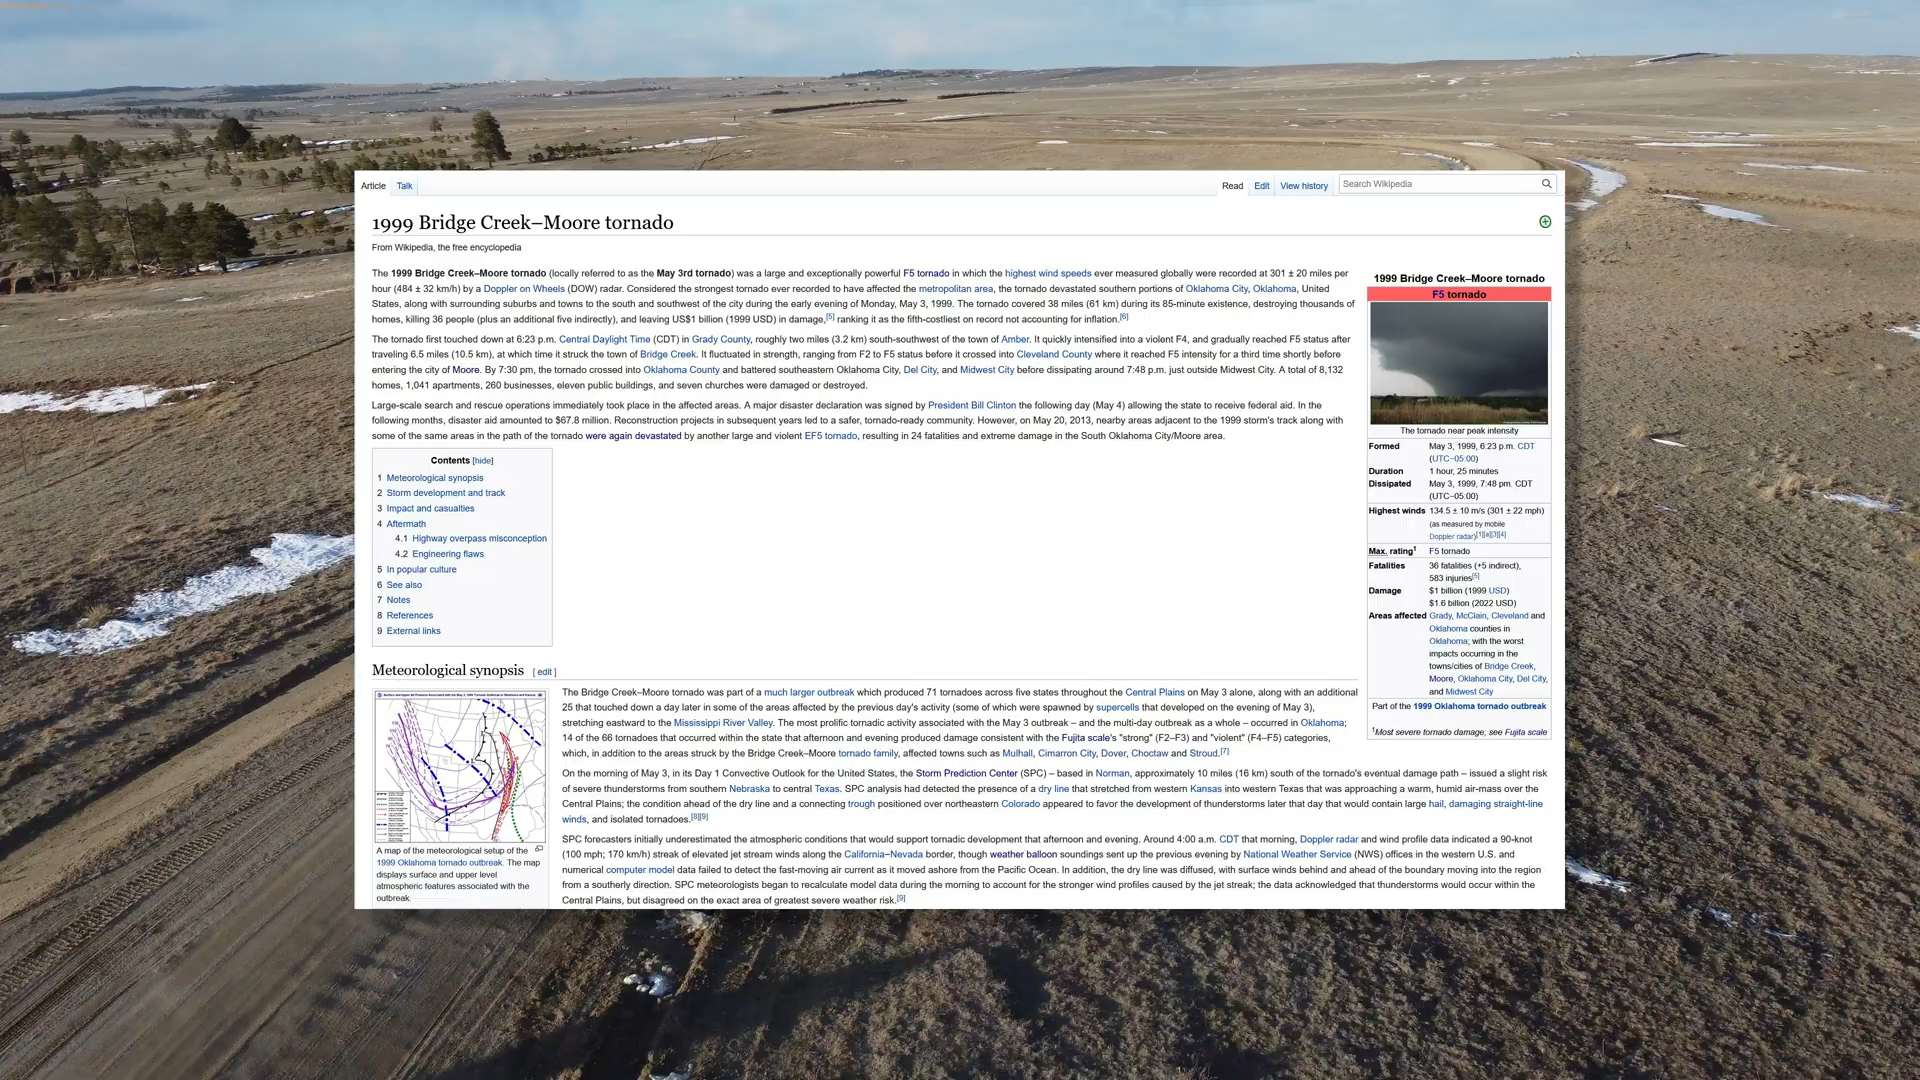 Article Talk Read Edit View history Search Wikipedia
1999 Bridge Creek–Moore tornado
From Wikipedia, the free encyclopedia
The 1999 Bridge Creek–Moore tornado (locally referred to as the May 3rd tornado) was a large and exceptionally powerful F5 tornado in which the highest wind speeds ever measured globally were recorded at 301 ± 20 miles per
hour (484 ± 32 km/h) by a Doppler on Wheels (DOW) radar. Considered the strongest tornado ever recorded to have affected the metropolitan area, the tornado devastated southern portions of Oklahoma City, Oklahoma, United
States, along with surrounding suburbs and towns to the south and southwest of the city during the early evening of Monday, May 3, 1999. The tornado covered 38 miles (61 km) during its 85-minute existence, destroying thousands of
homes, killing 36 people (plus an additional five indirectly), and leaving US$1 billion (1999 USD) in damage,[5] ranking it as the fifth-costliest on record not accounting for inflation.[6]
The tornado first touched down at 6:23 p.m. Central Daylight Time (CDT) in Grady County, roughly two miles (3.2 km) south-southwest of the town of Amber. It quickly intensified into a violent F4, and gradually reached F5 status after
traveling 6.5 miles (10.5 km), at which time it struck the town of Bridge Creek. It fluctuated in strength, ranging from F2 to F5 status before it crossed into Cleveland County where it reached F5 intensity for a third time shortly before
entering the city of Moore. By 7:30 pm, the tornado crossed into Oklahoma County and battered southeastern Oklahoma City, Del City, and Midwest City before dissipating around 7:48 p.m. just outside Midwest City. A total of 8,132
homes, 1,041 apartments, 260 businesses, eleven public buildings, and seven churches were damaged or destroyed.
Large-scale search and rescue operations immediately took place in the affected areas. A major disaster declaration was signed by President Bill Clinton the following day (May 4) allowing the state to receive federal aid. In the
following months, disaster aid amounted to $67.8 million. Reconstruction projects in subsequent years led to a safer, tornado-ready community. However, on May 20, 2013, nearby areas adjacent to the 1999 storm's track along with
some of the same areas in the path of the tornado were again devastated by another large and violent EF5 tornado, resulting in 24 fatalities and extreme damage in the South Oklahoma City/Moore area.
Contents [hide]
1 Meteorological synopsis
2 Storm development and track
3 Impact and casualties
4 Aftermath
4.1 Highway overpass misconception
4.2 Engineering flaws
5 In popular culture
6 See also
7 Notes
8 References
9 External links
1999 Bridge Creek–Moore tornado
F5 tornado
The tornado near peak intensity
Formed May 3, 1999, 6:23 p.m. CDT
(UTC−05:00)
Duration 1 hour, 25 minutes
Dissipated May 3, 1999, 7:48 pm. CDT
(UTC−05:00)
Highest winds 134.5 ± 10 m/s (301 ± 22 mph)
(as measured by mobile
Doppler radar)[1][a][3][4]
Max. rating1 F5 tornado
Fatalities 36 fatalities (+5 indirect),
583 injuries[5]
Damage $1 billion (1999 USD)
$1.6 billion (2022 USD)
Areas affected Grady, McClain, Cleveland and
Oklahoma counties in
Oklahoma; with the worst
impacts occurring in the
towns/cities of Bridge Creek,
Moore, Oklahoma City, Del City,
and Midwest City
Part of the 1999 Oklahoma tornado outbreak
1Most severe tornado damage; see Fujita scale
Meteorological synopsis [ edit ]
A map of the meteorological setup of the
1999 Oklahoma tornado outbreak. The map
displays surface and upper level
atmospheric features associated with the
outbreak.
The Bridge Creek–Moore tornado was part of a much larger outbreak which produced 71 tornadoes across five states throughout the Central Plains on May 3 alone, along with an additional
25 that touched down a day later in some of the areas affected by the previous day's activity (some of which were spawned by supercells that developed on the evening of May 3),
stretching eastward to the Mississippi River Valley. The most prolific tornadic activity associated with the May 3 outbreak – and the multi-day outbreak as a whole – occurred in Oklahoma;
14 of the 66 tornadoes that occurred within the state that afternoon and evening produced damage consistent with the Fujita scale's "strong" (F2–F3) and "violent" (F4–F5) categories,
which, in addition to the areas struck by the Bridge Creek–Moore tornado family, affected towns such as Mulhall, Cimarron City, Dover, Choctaw and Stroud.[7]
On the morning of May 3, in its Day 1 Convective Outlook for the United States, the Storm Prediction Center (SPC) – based in Norman, approximately 10 miles (16 km) south of the tornado's eventual damage path – issued a slight risk
of severe thunderstorms from southern Nebraska to central Texas. SPC analysis had detected the presence of a dry line that stretched from western Kansas into western Texas that was approaching a warm, humid air-mass over the
Central Plains; the condition ahead of the dry line and a connecting trough positioned over northeastern Colorado appeared to favor the development of thunderstorms later that day that would contain large hail, damaging straight-line
winds, and isolated tornadoes.[8][9]
SPC forecasters initially underestimated the atmospheric conditions that would support tornadic development that afternoon and evening. Around 4:00 a.m. CDT that morning, Doppler radar and wind profile data indicated a 90-knot
(100 mph; 170 km/h) streak of elevated jet stream winds along the California–Nevada border, though weather balloon soundings sent up the previous evening by National Weather Service (NWS) offices in the western U.S. and
numerical computer model data failed to detect the fast-moving air current as it moved ashore from the Pacific Ocean. In addition, the dry line was diffused, with surface winds behind and ahead of the boundary moving into the region
from a southerly direction. SPC meteorologists began to recalculate model data during the morning to account for the stronger wind profiles caused by the jet streak; the data acknowledged that thunderstorms would occur within the
Central Plains, but disagreed on the exact area of greatest severe weather risk.[9]